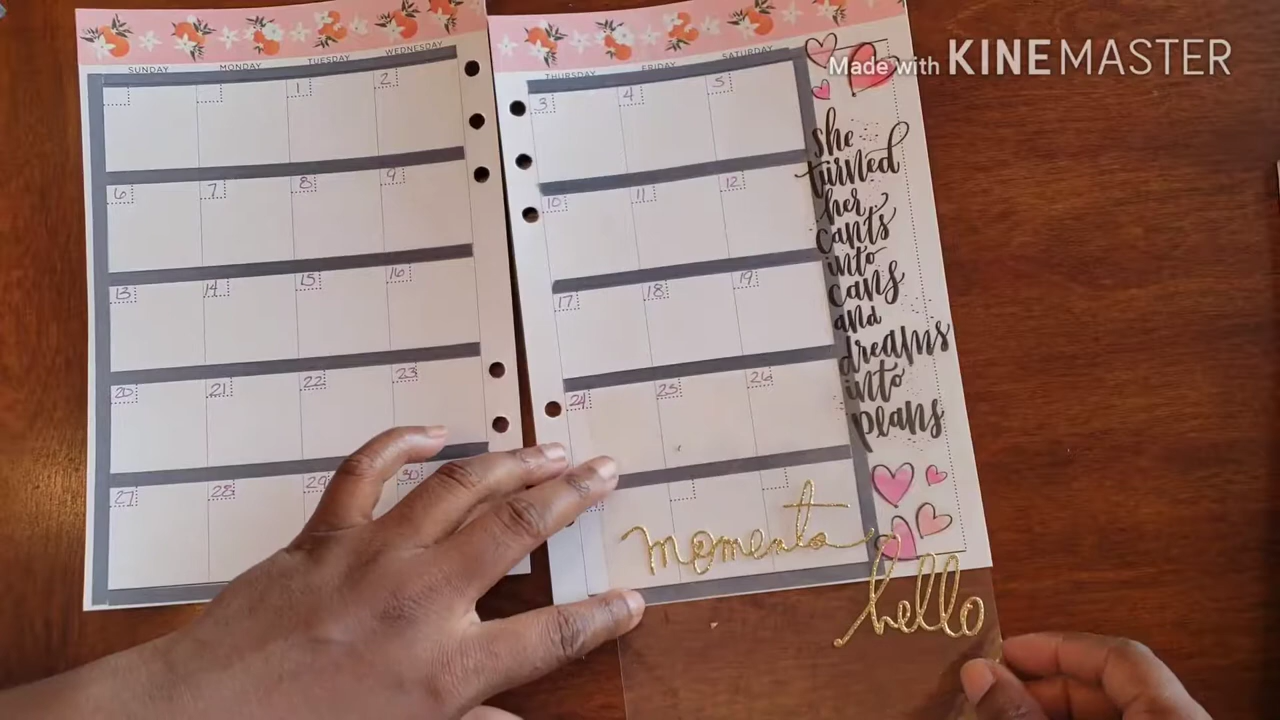 Made with KINEMASTER
SUNDAY MONDAY TUESDAY WEDNESDAY
THURSDAY FRIDAY SATURDAY
1 2
3 4 5
6 7 8 9
10 11 12
13 14 15 16
17 18 19
20 21 22 23
24 25 26
27 28 29 30
she
turned
her
cants
into
cans
and
dreams
into
plans
moments
hello